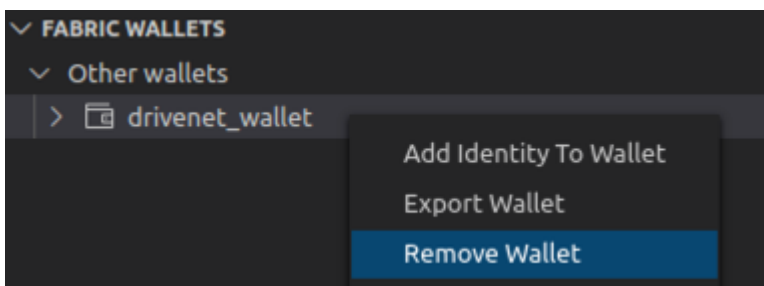 FABRIC WALLETS
Other wallets
drivenet_wallet
Add Identity To Wallet
Export Wallet
Remove Wallet